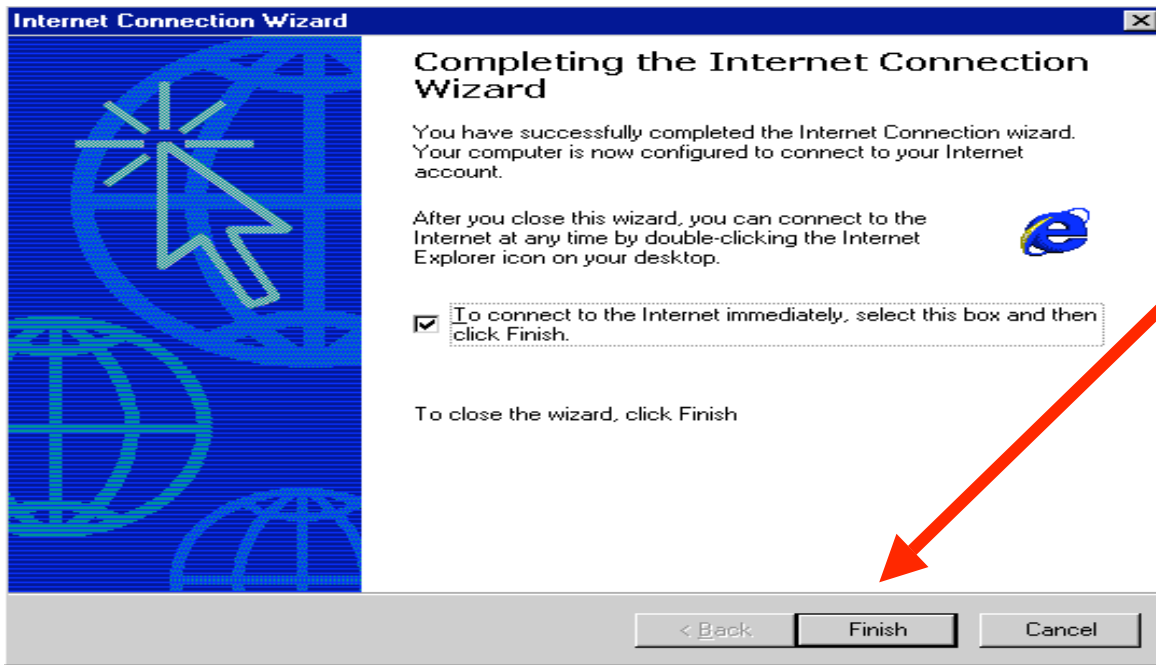 Internet Connection Wizard
Completing the Internet Connection
Wizard
You have successfully completed the Internet Connection wizard.
Your computer is now configured to connect to your Internet
account.
After you close this wizard, you can connect to the
Internet at any time by double-clicking the Internet
Explorer icon on your desktop.
To connect to the Internet immediately, select this box and then
click Finish.
To close the wizard, click Finish
< Back
Finish
Cancel